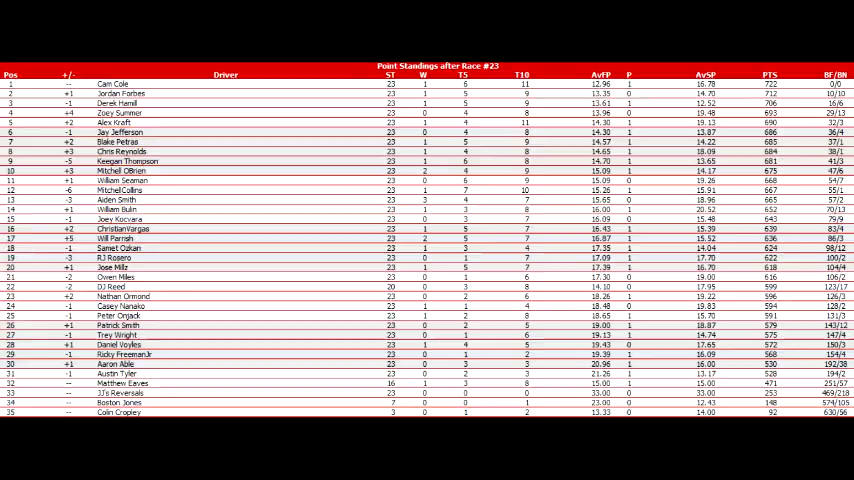 Point Standings after Race #23
Pos +/- Driver ST W T5 T10 AvFP P AvSP PTS BF/BN
1 -- Cam Cole 23 1 6 11 12.96 1 16.78 722 0/0
2 +1 Jordan Forbes 23 1 5 9 13.35 0 14.70 712 10/10
3 -1 Derek Hamil 23 1 5 9 13.61 1 12.52 706 16/6
4 +4 Zoey Summer 23 0 4 8 13.96 0 19.48 693 29/13
5 +2 Alex Kraft 23 1 4 11 14.30 1 19.13 690 32/3
6 -1 Jay Jefferson 23 0 4 8 14.30 1 13.87 686 36/4
7 +2 Blake Petras 23 1 5 9 14.57 1 14.22 685 37/1
8 +3 Chris Reynolds 23 1 4 8 14.65 1 18.09 684 38/1
9 -5 Keegan Thompson 23 1 6 8 14.70 1 13.65 681 41/3
10 +3 Mitchell OBrien 23 2 4 9 15.09 1 14.17 675 47/6
11 +1 William Seaman 23 0 6 9 15.09 0 19.26 668 54/7
12 -6 MitchellCollins 23 1 7 10 15.26 1 15.91 667 55/1
13 -3 Aiden Smith 23 3 4 7 15.65 0 18.96 665 57/2
14 +1 William Bulin 23 1 3 8 16.00 1 20.52 652 70/13
15 -1 Joey Kocvara 23 0 3 7 16.09 0 15.48 643 79/9
16 +2 ChristianVargas 23 1 5 7 16.43 1 15.39 639 83/4
17 +5 Will Parrish 23 2 5 7 16.87 1 15.52 636 86/3
18 -1 Samet Ozkan 23 1 3 4 17.35 1 14.04 624 98/12
19 -3 RJ Rosero 23 0 1 7 17.09 1 17.70 622 100/2
20 +1 Jose Millz 23 1 5 7 17.39 1 16.70 618 104/4
21 -2 Owen Miles 23 0 1 6 17.30 0 19.00 616 106/2
22 -2 DJ Reed 20 0 3 8 14.10 0 17.95 599 123/17
23 +2 Nathan Ormond 23 0 2 6 18.26 1 19.22 596 126/3
24 -1 Casey Nanako 23 1 1 4 18.48 0 19.83 594 128/2
25 -1 Peter Onjack 23 1 2 8 18.65 1 15.70 591 131/3
26 +1 Patrick Smith 23 0 2 5 19.00 1 18.87 579 143/12
27 -1 Trey Wright 23 0 1 6 19.13 1 14.74 575 147/4
28 +1 Daniel Voyles 23 1 4 5 19.43 0 17.65 572 150/3
29 -1 Ricky FreemanJr 23 0 2 4 19.39 1 16.09 568 154/4
30 +1 Aaron Able 23 0 3 3 20.96 1 16.00 530 192/38
31 -1 Austin Tyler 23 0 2 3 21.26 1 13.17 528 194/2
32 -- Matthew Eaves 16 1 3 8 15.00 1 15.00 471 251/57
33 -- JJ's Reversals 23 0 0 0 33.00 0 33.00 253 469/218
34 -- Boston Jones 7 0 0 1 23.00 0 12.43 148 574/105
35 -- Colin Cropley 3 0 1 2 13.33 0 14.00 92 630/56